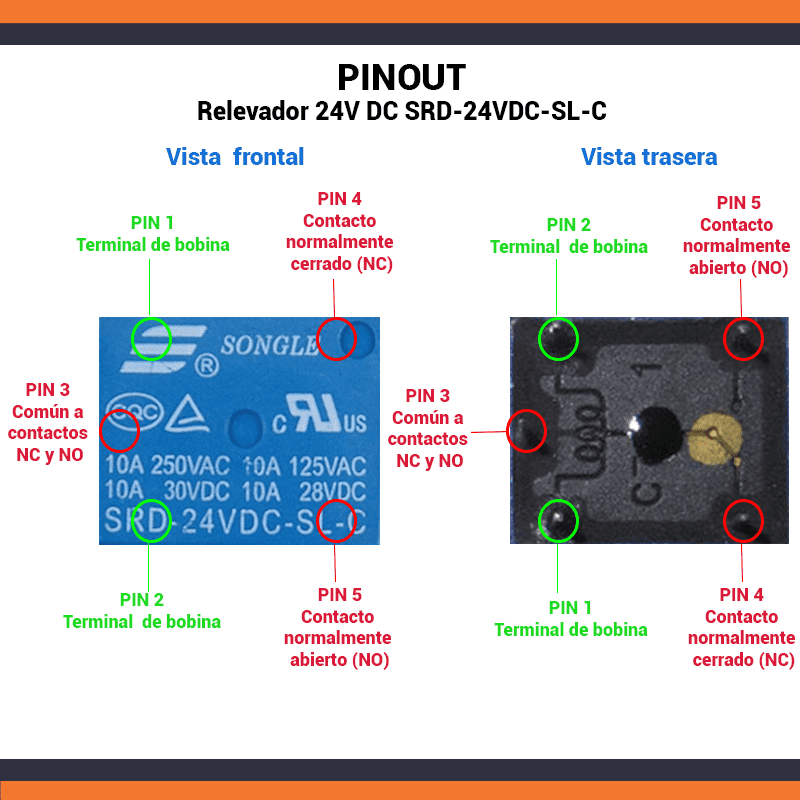 PINOUT
Relevador 24V DC SRD-24VDC-SL-C
Vista frontal
PIN 1
Terminal de bobina
PIN 4
Contacto
normalmente
cerrado (NC)
PIN 3
Común a
contactos
NC y NO
SONGLE
®
CQC
c RU US
10A 250VAC 10A 125VAC
10A 30VDC 10A 28VDC
SRD-24VDC-SL-C
PIN 2
Terminal de bobina
PIN 5
Contacto
normalmente
abierto (NO)
Vista trasera
PIN 2
Terminal de bobina
PIN 5
Contacto
normalmente
abierto (NO)
PIN 3
Común a
contactos
NC y NO
PIN 1
Terminal de bobina
PIN 4
Contacto
normalmente
cerrado (NC)